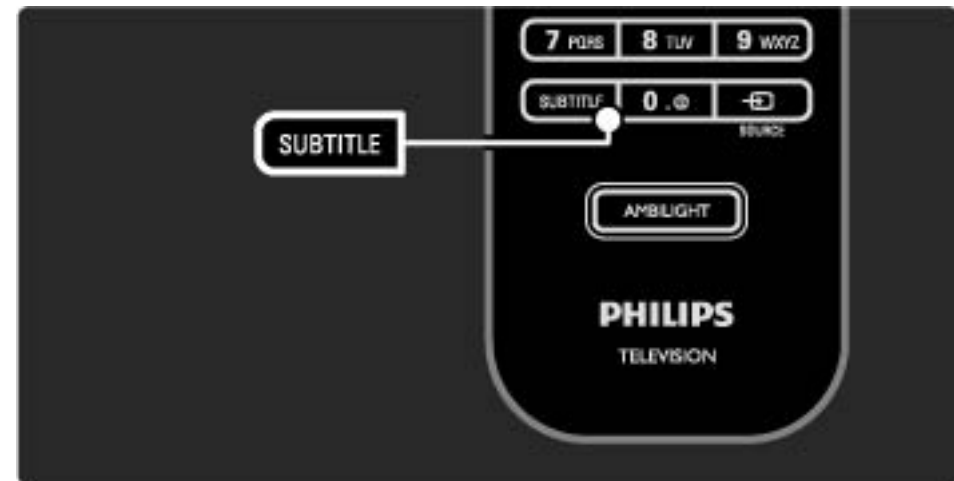 7 PQRS 8 TUV 9 WXYZ
SUBTITLE 0 .@
SOURCE
SUBTITLE
AMBILIGHT
PHILIPS
TELEVISION